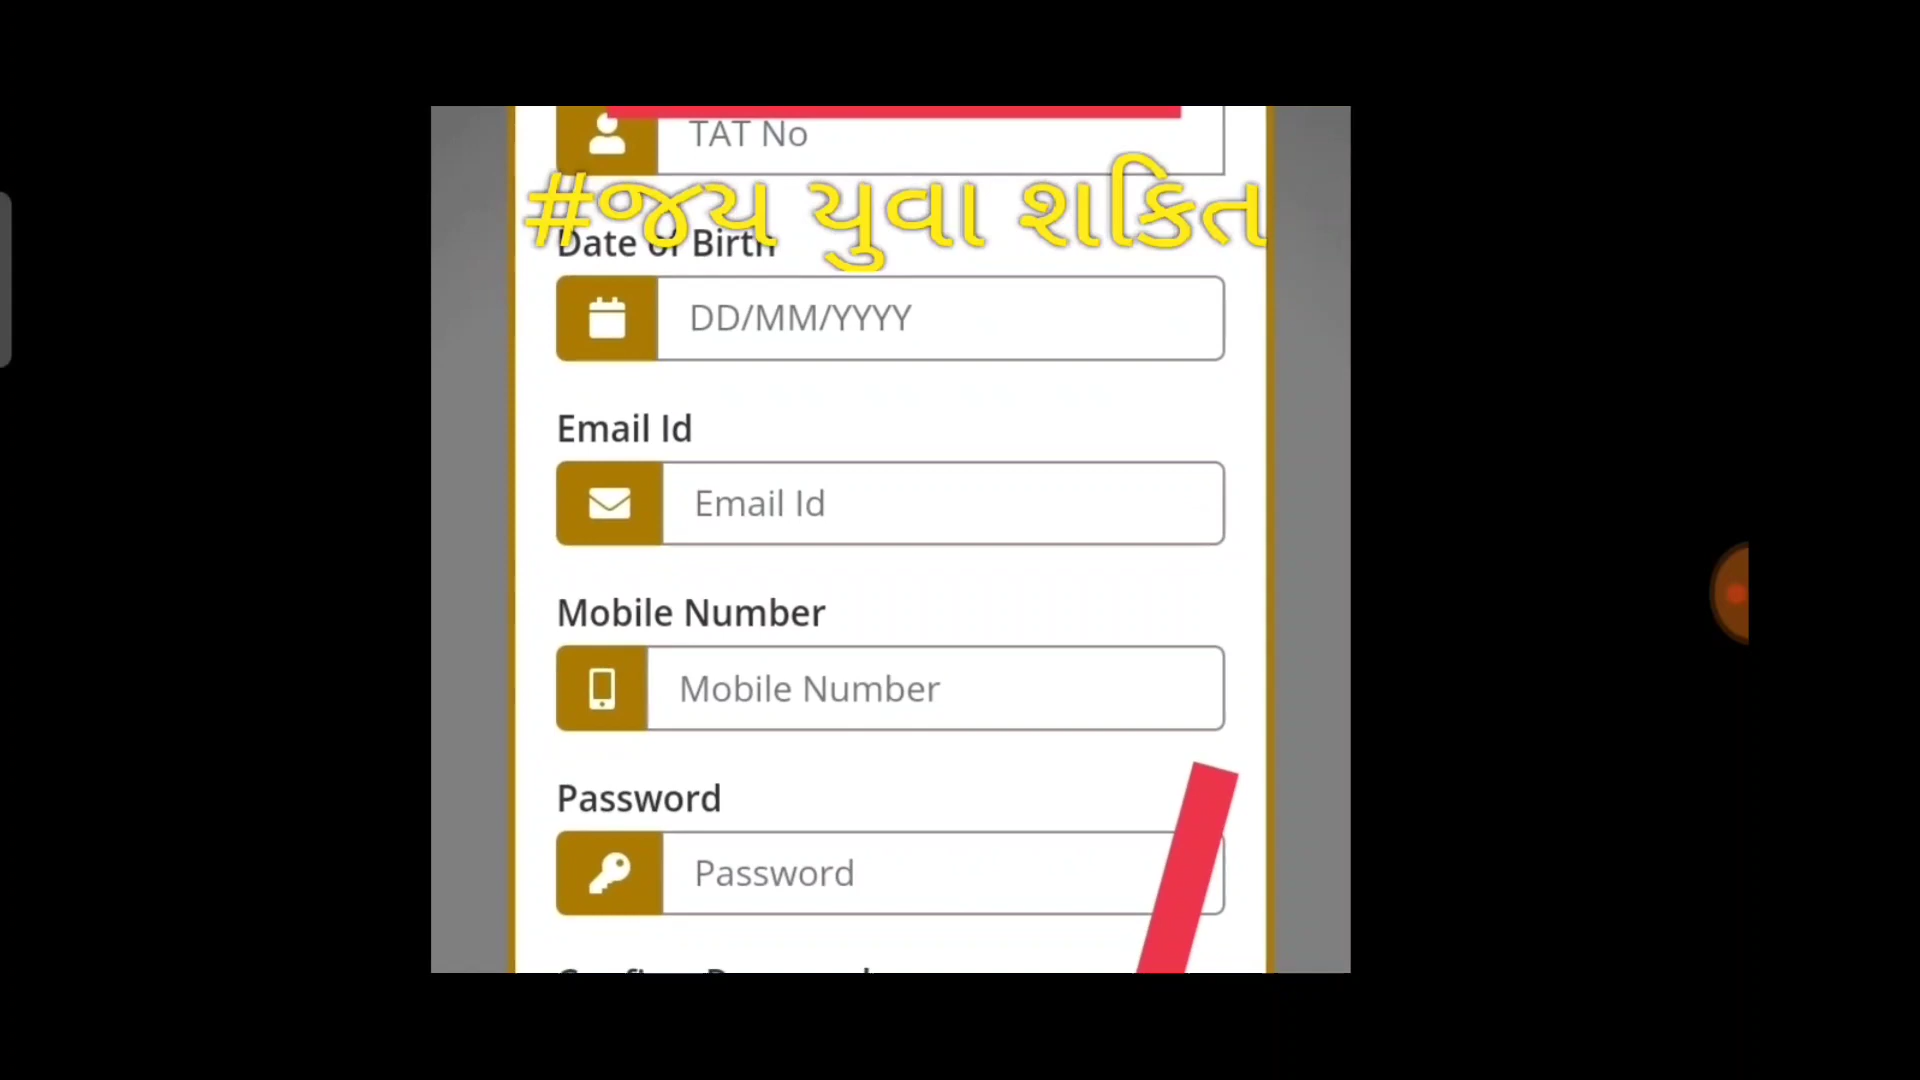 TAT No
#જય યુવા શકિત
Date of Birth
DD/MM/YYYY
Email Id
Email Id
Mobile Number
Mobile Number
Password
Password